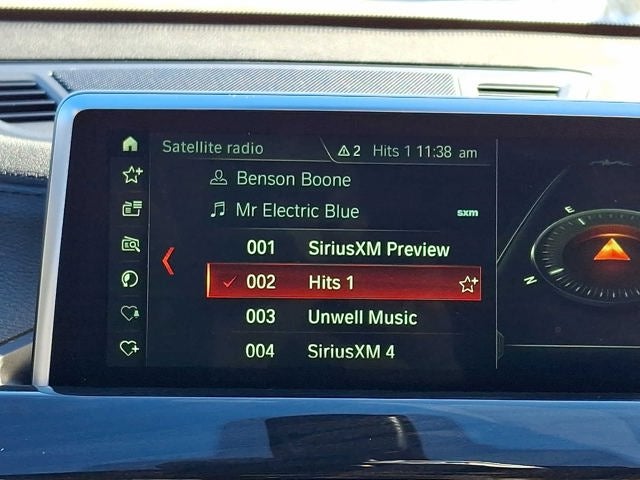 Satellite radio 2 Hits 1 11:38 am
Benson Boone
Mr Electric Blue sxm
001 SiriusXM Preview
002 Hits 1
003 Unwell Music
004 SiriusXM 4
E
N